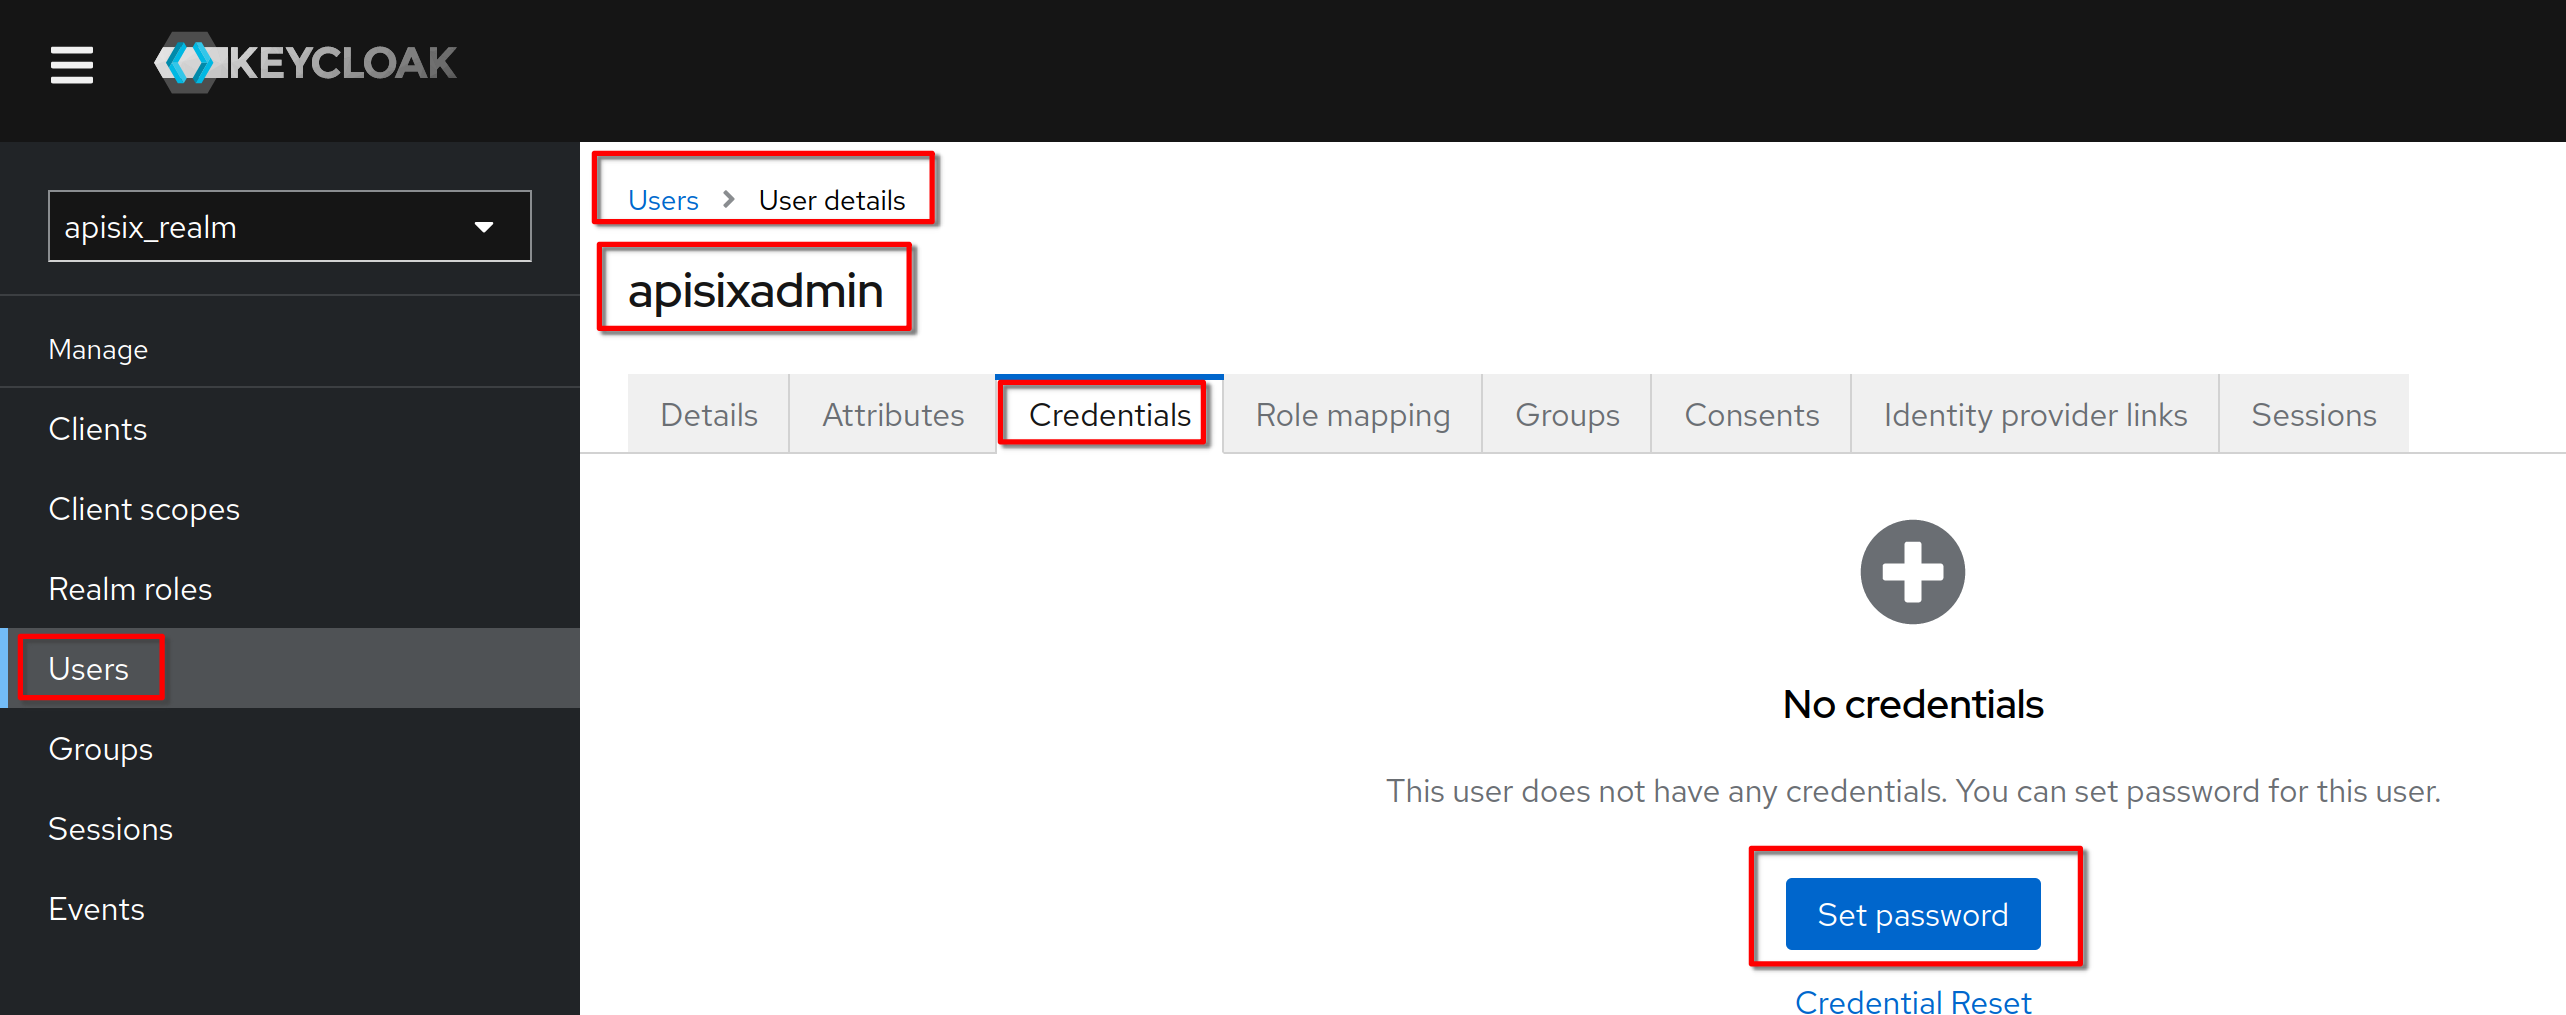 KEYCLOAK
apisix_realm
Manage
Clients
Client scopes
Realm roles
Users
Groups
Sessions
Events
Users > User details
apisixadmin
Details Attributes Credentials Role mapping Groups Consents Identity provider links Sessions
No credentials
This user does not have any credentials. You can set password for this user.
Set password
Credential Reset